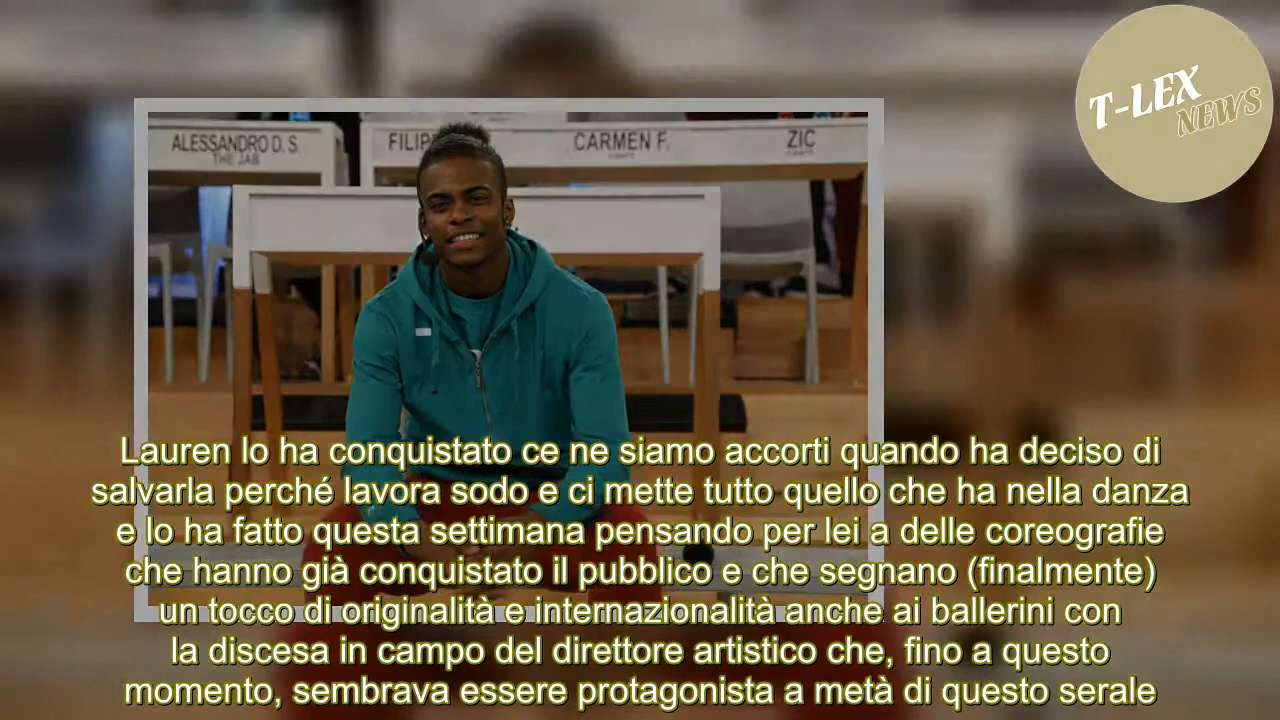 T-LEX
NEWS
ALESSANDRO D. S.
THE JAB
FILIP
CARMEN F.
ZIC
Lauren lo ha conquistato ce ne siamo accorti quando ha deciso di
salvarla perché lavora sodo e ci mette tutto quello che ha nella danza
e lo ha fatto questa settimana pensando per lei a delle coreografie
che hanno già conquistato il pubblico e che segnano (finalmente)
un tocco di originalità e internazionalità anche ai ballerini con
la discesa in campo del direttore artistico che, fino a questo
momento, sembrava essere protagonista a metà di questo serale